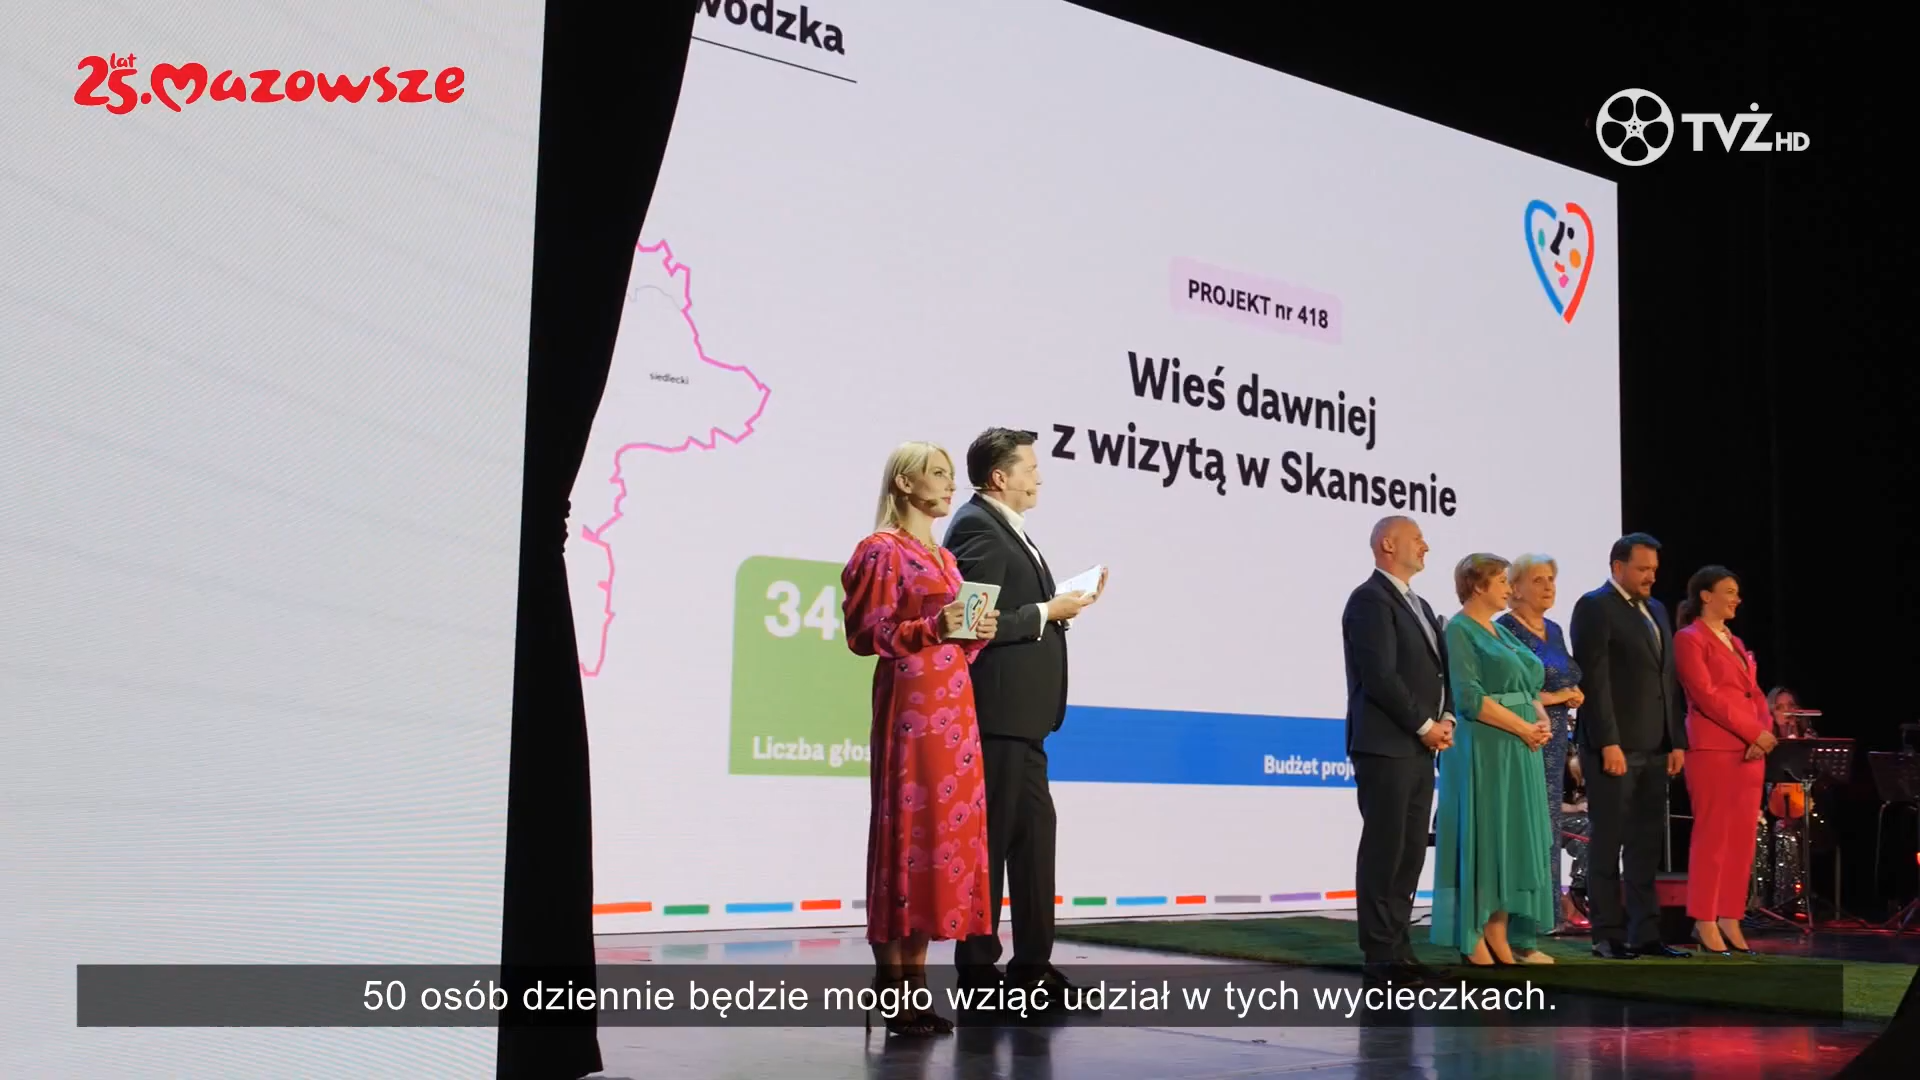 wódzka
25 lat
Mazowsze
TVŻ HD
PROJEKT nr 418
Wieś dawniej
- z wizytą w Skansenie
siedlecki
34
Liczba głos
Budżet proj
50 osób dziennie będzie mogło wziąć udział w tych wycieczkach.